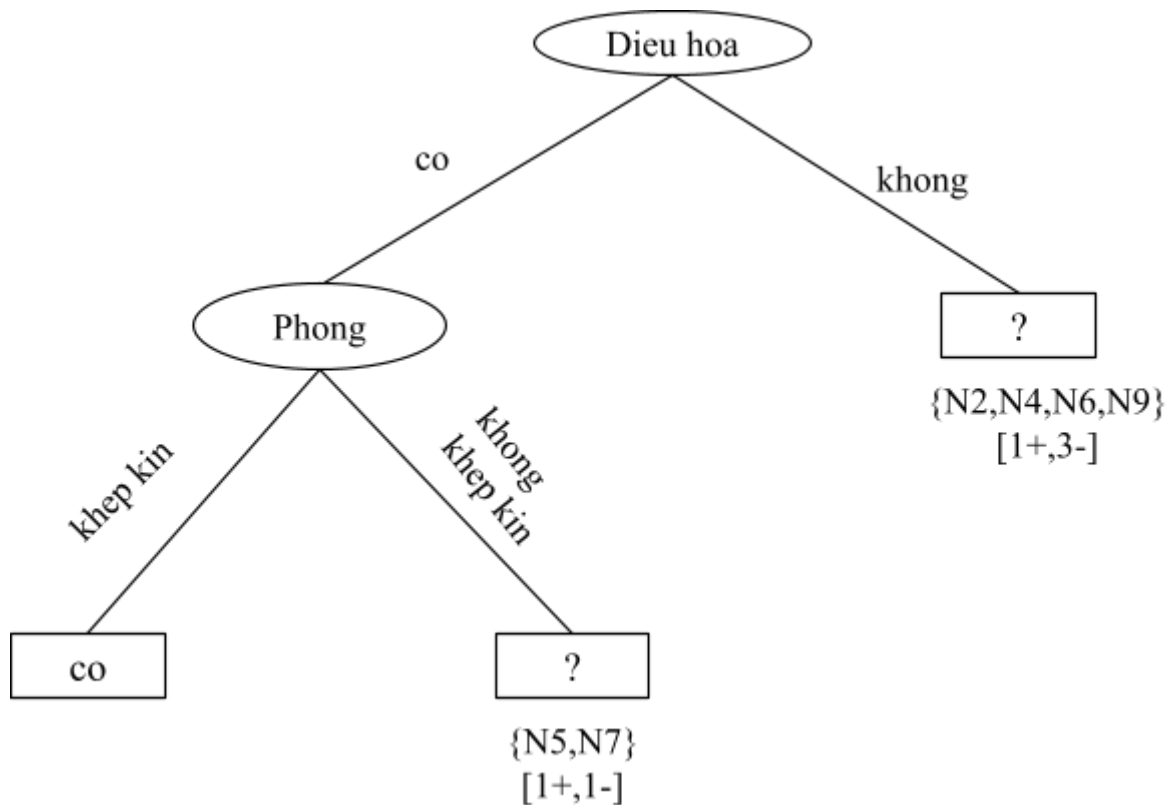 Dieu hoa
co
khong
Phong
?
{N2,N4,N6,N9}
[1+,3-]
khep kin
khong
khep kin
co
?
{N5,N7}
[1+,1-]